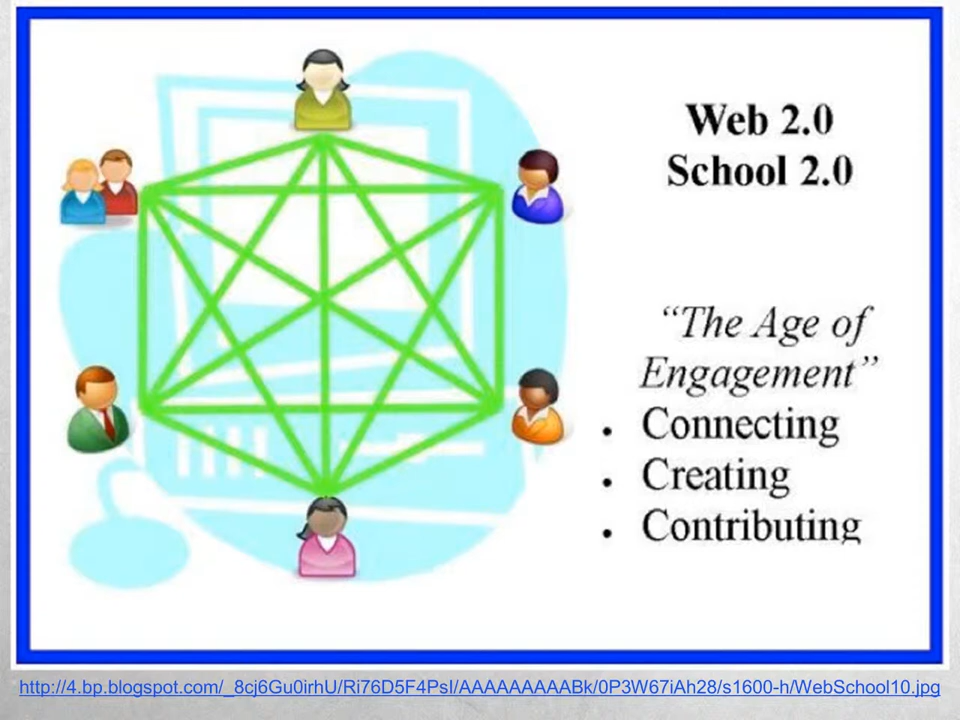 Web 2.0
School 2.0
“The Age of
Engagement”
• Connecting
• Creating
• Contributing
http://4.bp.blogspot.com/_8cj6Gu0irhU/Ri76D5F4PsI/AAAAAAAAABk/0P3W67iAh28/s1600-h/WebSchool10.jpg